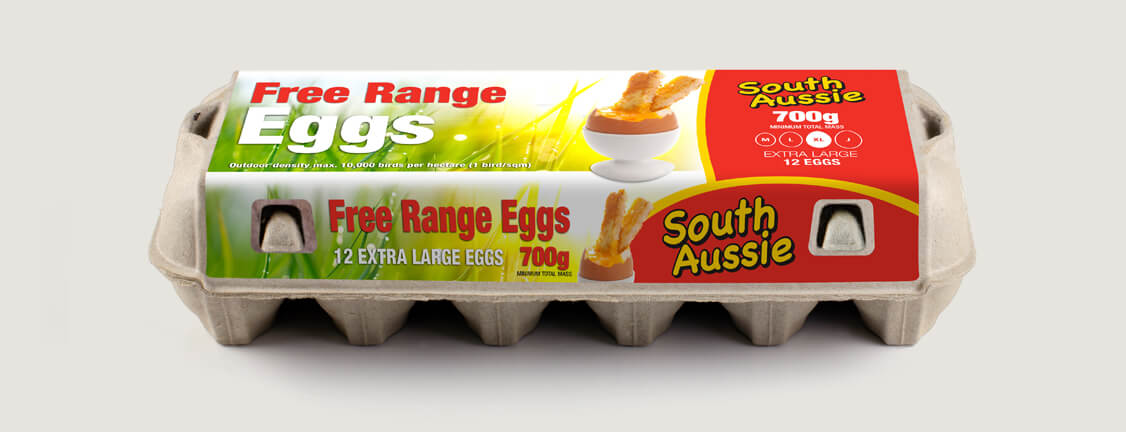 Free Range
Eggs
Outdoor density max. 10,000 birds per hectare (1 bird/sqm)
South
Aussie
700g
MINIMUM TOTAL MASS
M L XL J
EXTRA LARGE
12 EGGS
Free Range Eggs
12 EXTRA LARGE EGGS 700g
MINIMUM TOTAL MASS
South
Aussie